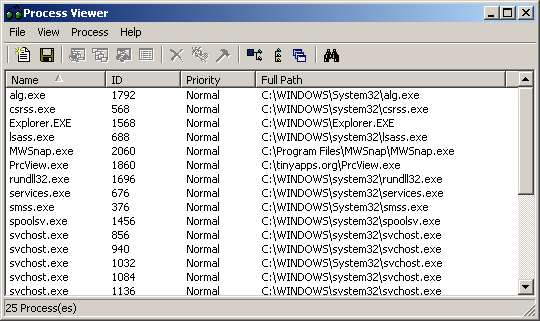 Process Viewer
File View Process Help
Name ID Priority Full Path
alg.exe 1792 Normal C:\WINDOWS\System32\alg.exe
csrss.exe 568 Normal C:\WINDOWS\system32\csrss.exe
Explorer.EXE 1568 Normal C:\WINDOWS\Explorer.EXE
lsass.exe 688 Normal C:\WINDOWS\system32\lsass.exe
MWSnap.exe 2060 Normal C:\Program Files\MWSnap\MWSnap.exe
PrcView.exe 1860 Normal C:\tinyapps.org\PrcView.exe
rundll32.exe 1696 Normal C:\WINDOWS\system32\rundll32.exe
services.exe 676 Normal C:\WINDOWS\system32\services.exe
smss.exe 376 Normal C:\WINDOWS\System32\smss.exe
spoolsv.exe 1456 Normal C:\WINDOWS\system32\spoolsv.exe
svchost.exe 856 Normal C:\WINDOWS\system32\svchost.exe
svchost.exe 940 Normal C:\WINDOWS\system32\svchost.exe
svchost.exe 1032 Normal C:\WINDOWS\System32\svchost.exe
svchost.exe 1084 Normal C:\WINDOWS\system32\svchost.exe
svchost.exe 1136 Normal C:\WINDOWS\system32\svchost.exe
25 Process(es)